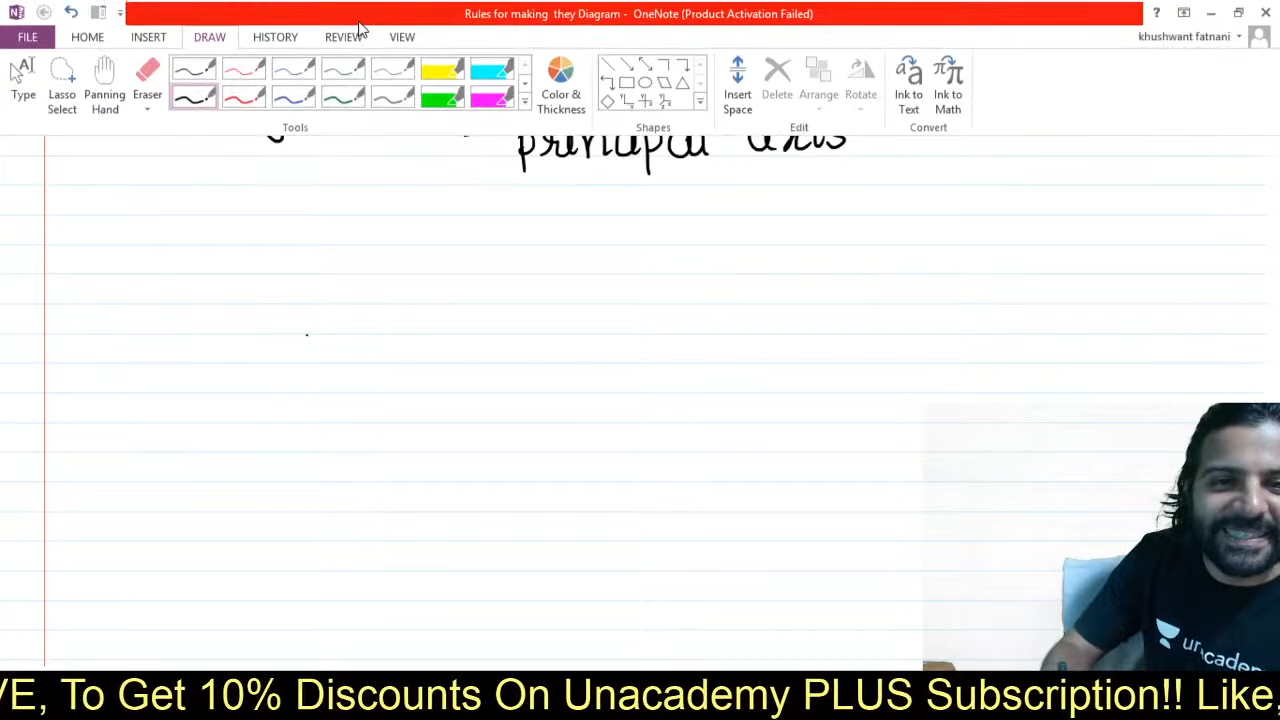 Rules for making they Diagram - OneNote (Product Activation Failed)
?
FILE HOME INSERT DRAW HISTORY REVIEW VIEW
khushwant fatnani
Type
Lasso Select
Panning Hand
Eraser
Color & Thickness
Insert Space
Delete
Arrange
Rotate
Ink to Text
Ink to Math
Tools
Shapes
Edit
Convert
principal axis
unacademy
VE, To Get 10% Discounts On Unacademy PLUS Subscription!! Like,